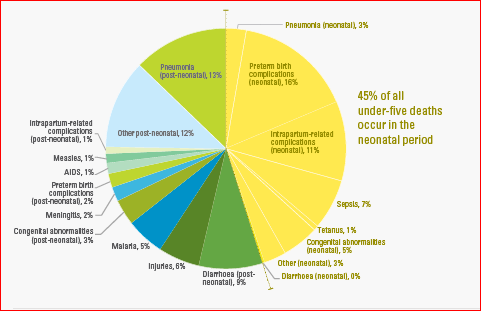 Pneumonia (neonatal), 3%
Preterm birth
complications
(neonatal), 16%
Intrapartum-related
complications
(neonatal), 11%
Sepsis, 7%
Tetanus, 1%
Congenital abnormalities
(neonatal), 5%
Other (neonatal), 3%
Diarrhoea (neonatal), 0%
Diarrhoea (post-
neonatal), 9%
Injuries, 6%
Malaria, 5%
Congenital abnormalities
(post-neonatal), 3%
Meningitis, 2%
Preterm birth
complications
(post-neonatal), 2%
AIDS, 1%
Measles, 1%
Intrapartum-related
complications
(post-neonatal), 1%
Other post-neonatal, 12%
Pneumonia
(post-neonatal), 13%
45% of all
under-five deaths
occur in the
neonatal period